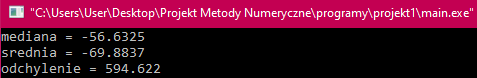 "C:\Users\User\Desktop\Projekt Metody Numeryczne\programy\projekt1\main.exe"
mediana = -56.6325
srednia = -69.8837
odchylenie = 594.622